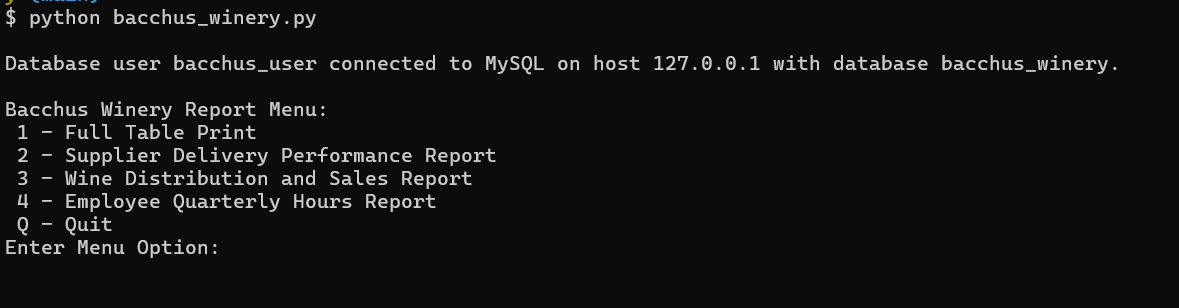 $ python bacchus_winery.py
Database user bacchus_user connected to MySQL on host 127.0.0.1 with database bacchus_winery.
Bacchus Winery Report Menu:
1 - Full Table Print
2 - Supplier Delivery Performance Report
3 - Wine Distribution and Sales Report
4 - Employee Quarterly Hours Report
Q - Quit
Enter Menu Option: